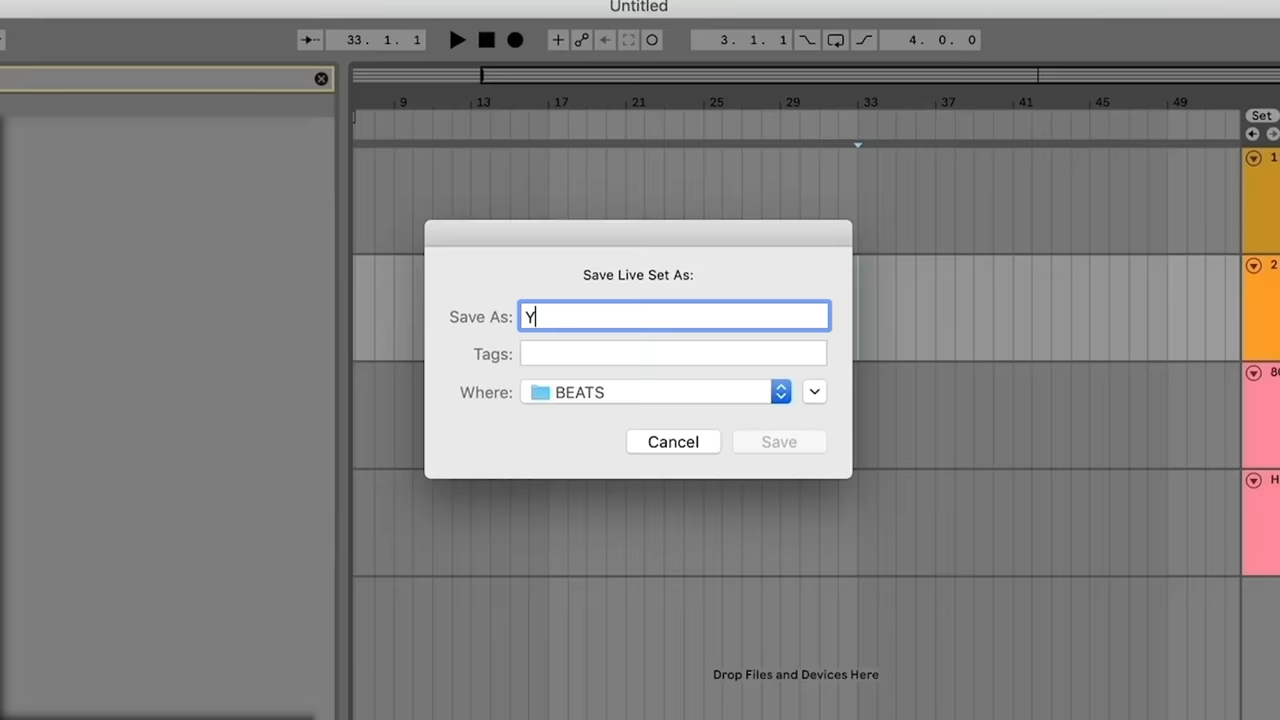 Untitled
33. 1. 1
3. 1. 1
4. 0. 0
9 13 17 21 25 29 33 37 41 45 49
Set
1
2
80
H
Save Live Set As:
Save As: Y
Tags:
Where: BEATS
Cancel Save
Drop Files and Devices Here